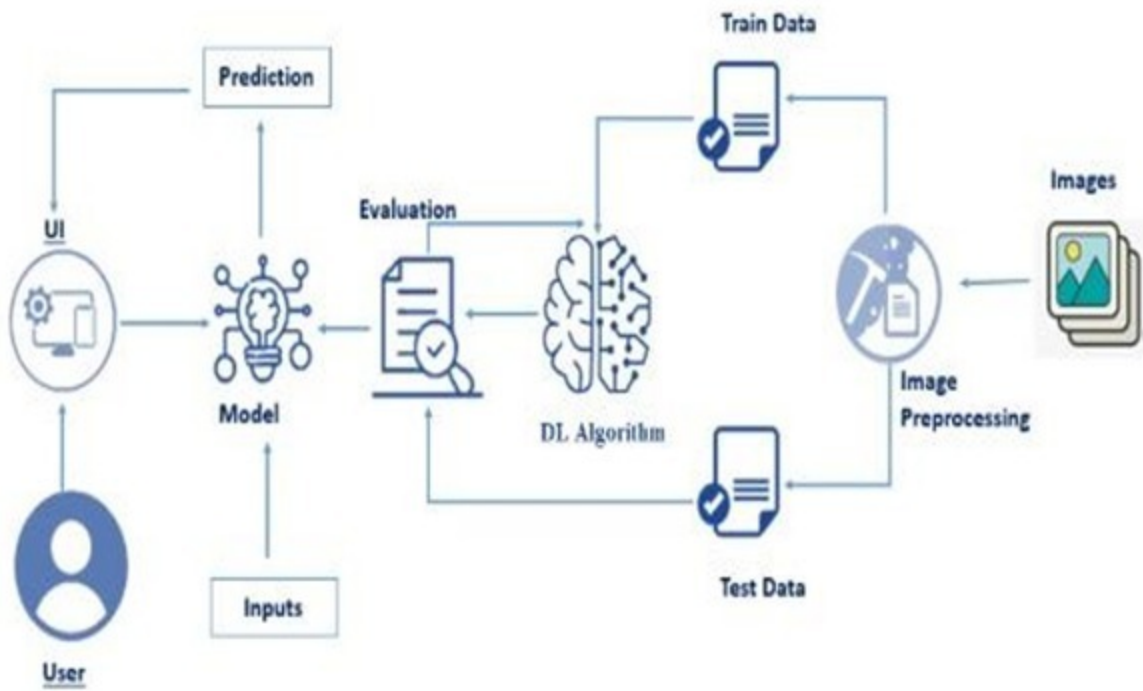 Train Data
Prediction
Images
Evaluation
UI
Image
Preprocessing
Model
DL Algorithm
Test Data
Inputs
User